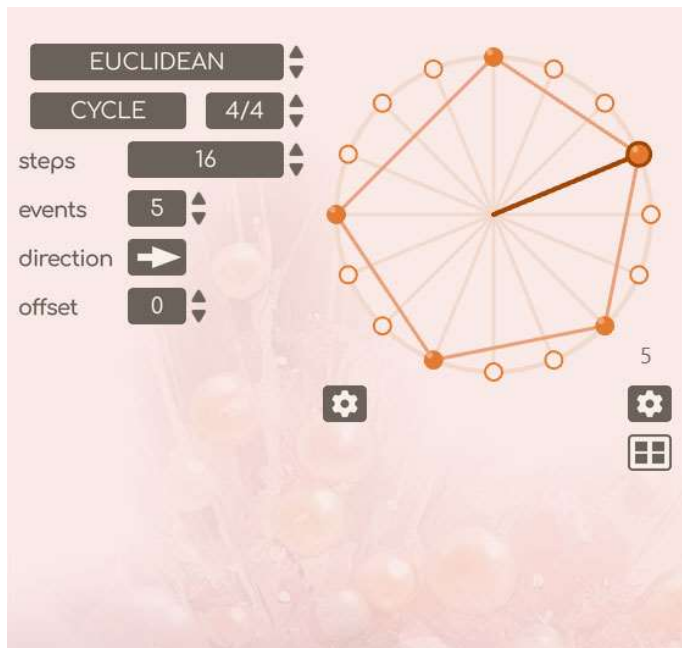 EUCLIDEAN
CYCLE 4/4
steps 16
events 5
direction
offset 0
5